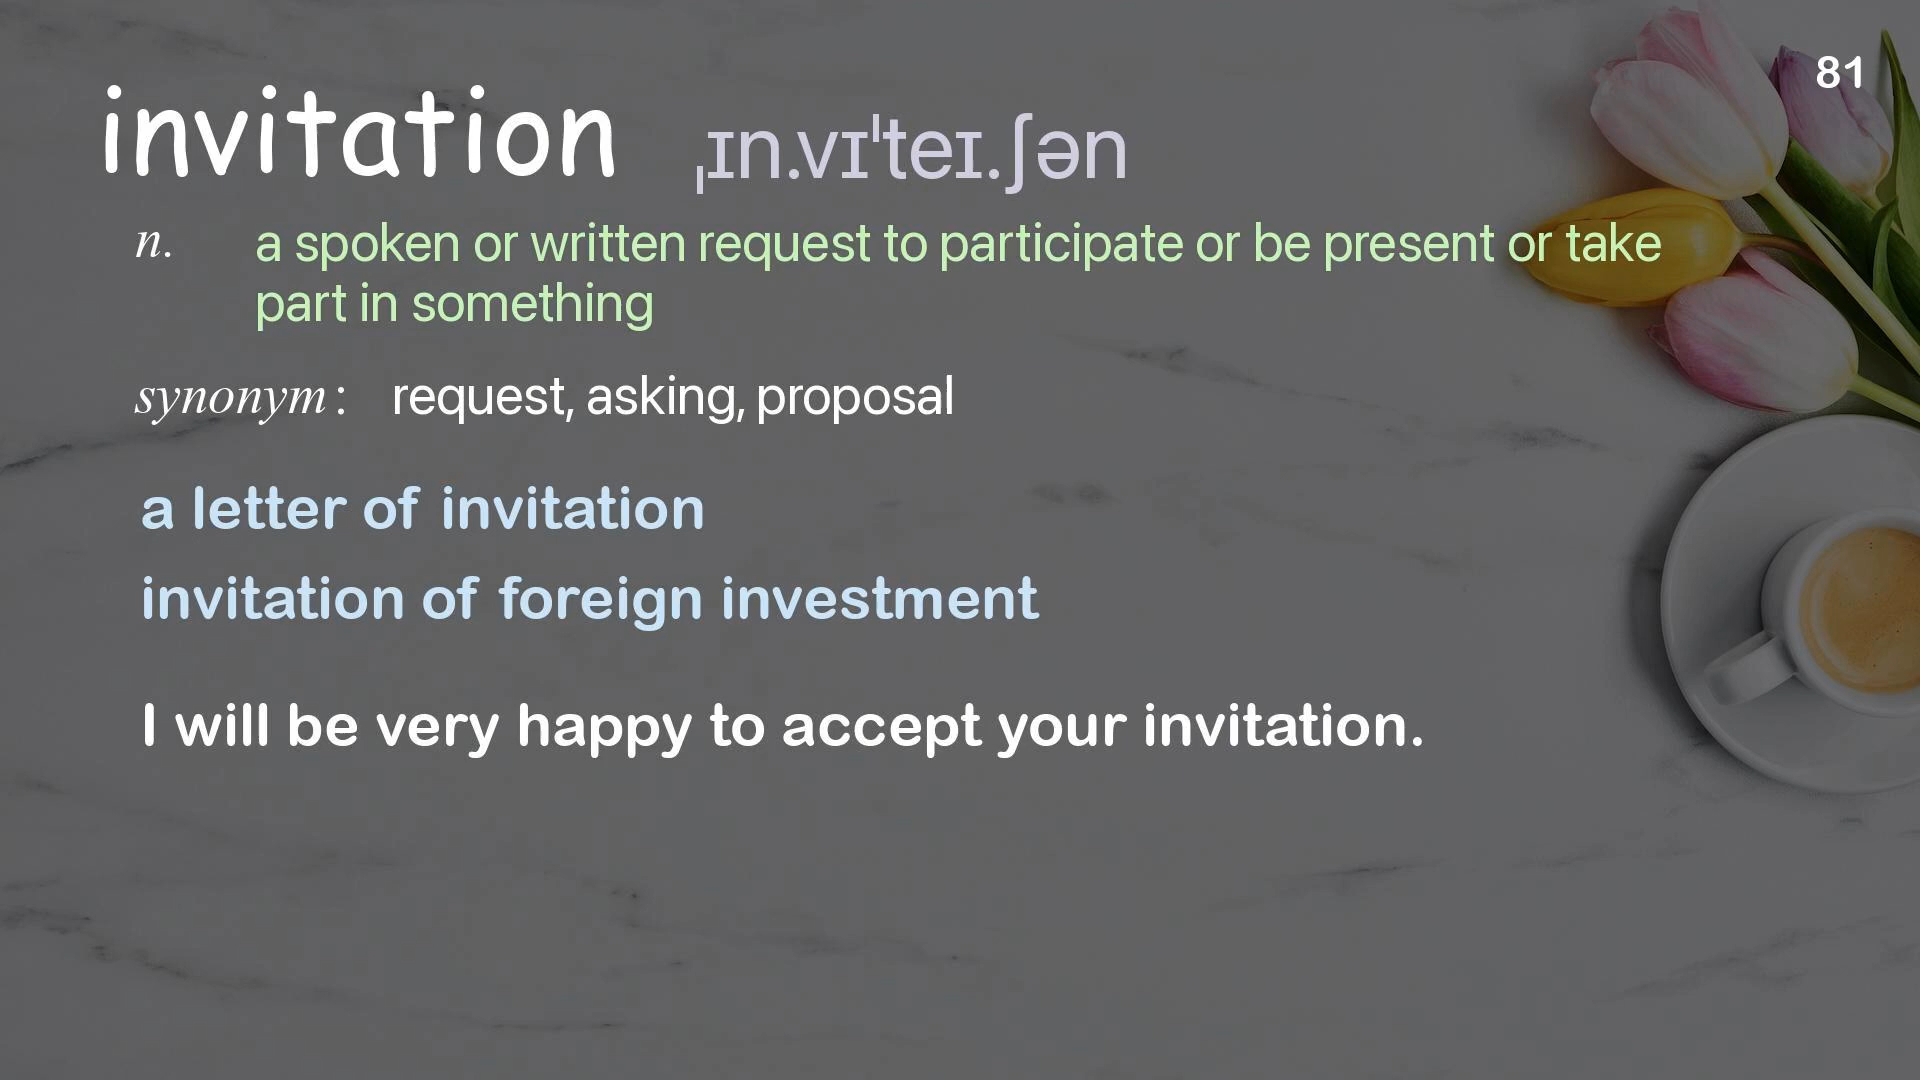 81
invitation ˌɪn.vɪˈteɪ.ʃən
n. a spoken or written request to participate or be present or take
part in something
synonym: request, asking, proposal
a letter of invitation
invitation of foreign investment
I will be very happy to accept your invitation.